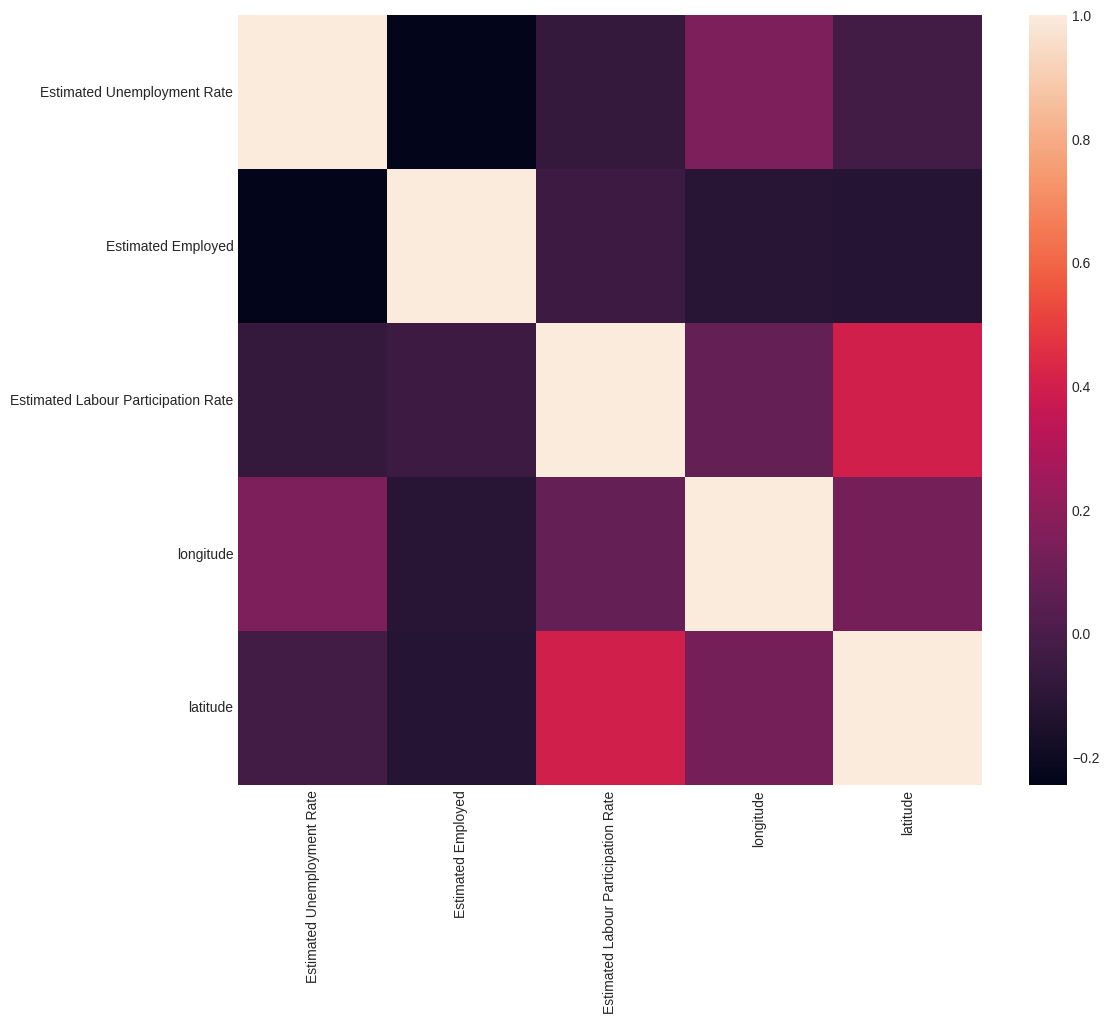 Estimated Unemployment Rate
Estimated Employed
Estimated Labour Participation Rate
longitude
latitude
Estimated Unemployment Rate
Estimated Employed
Estimated Labour Participation Rate
longitude
latitude
1.0
0.8
0.6
0.4
0.2
0.0
−0.2